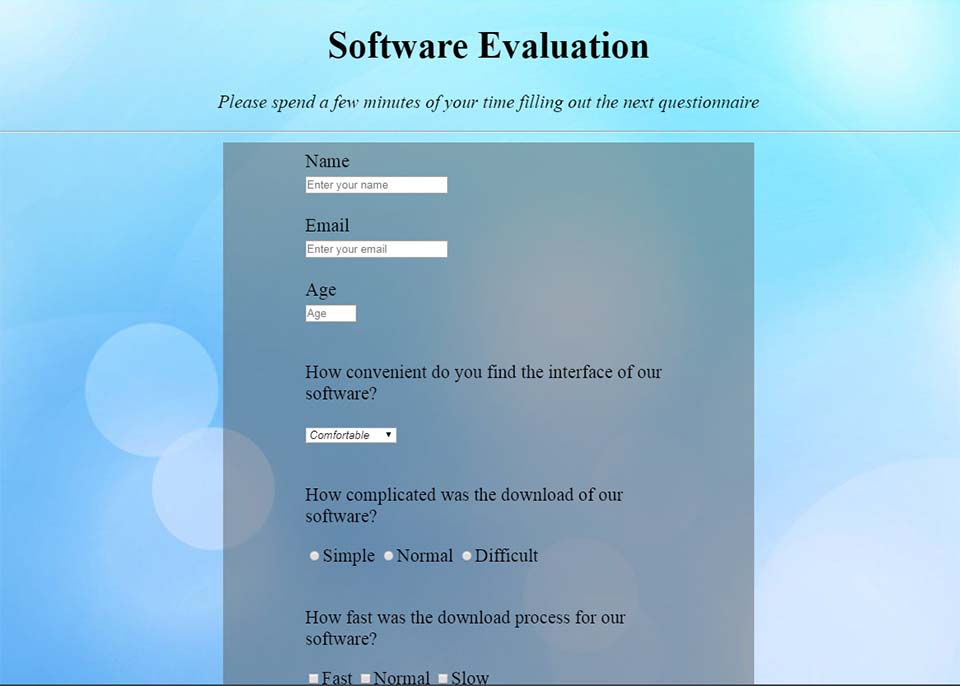 Software Evaluation
Please spend a few minutes of your time filling out the next questionnaire
Name
Enter your name
Email
Enter your email
Age
Age
How convenient do you find the interface of our
software?
Comfortable
How complicated was the download of our
software?
Simple Normal Difficult
How fast was the download process for our
software?
Fast Normal Slow